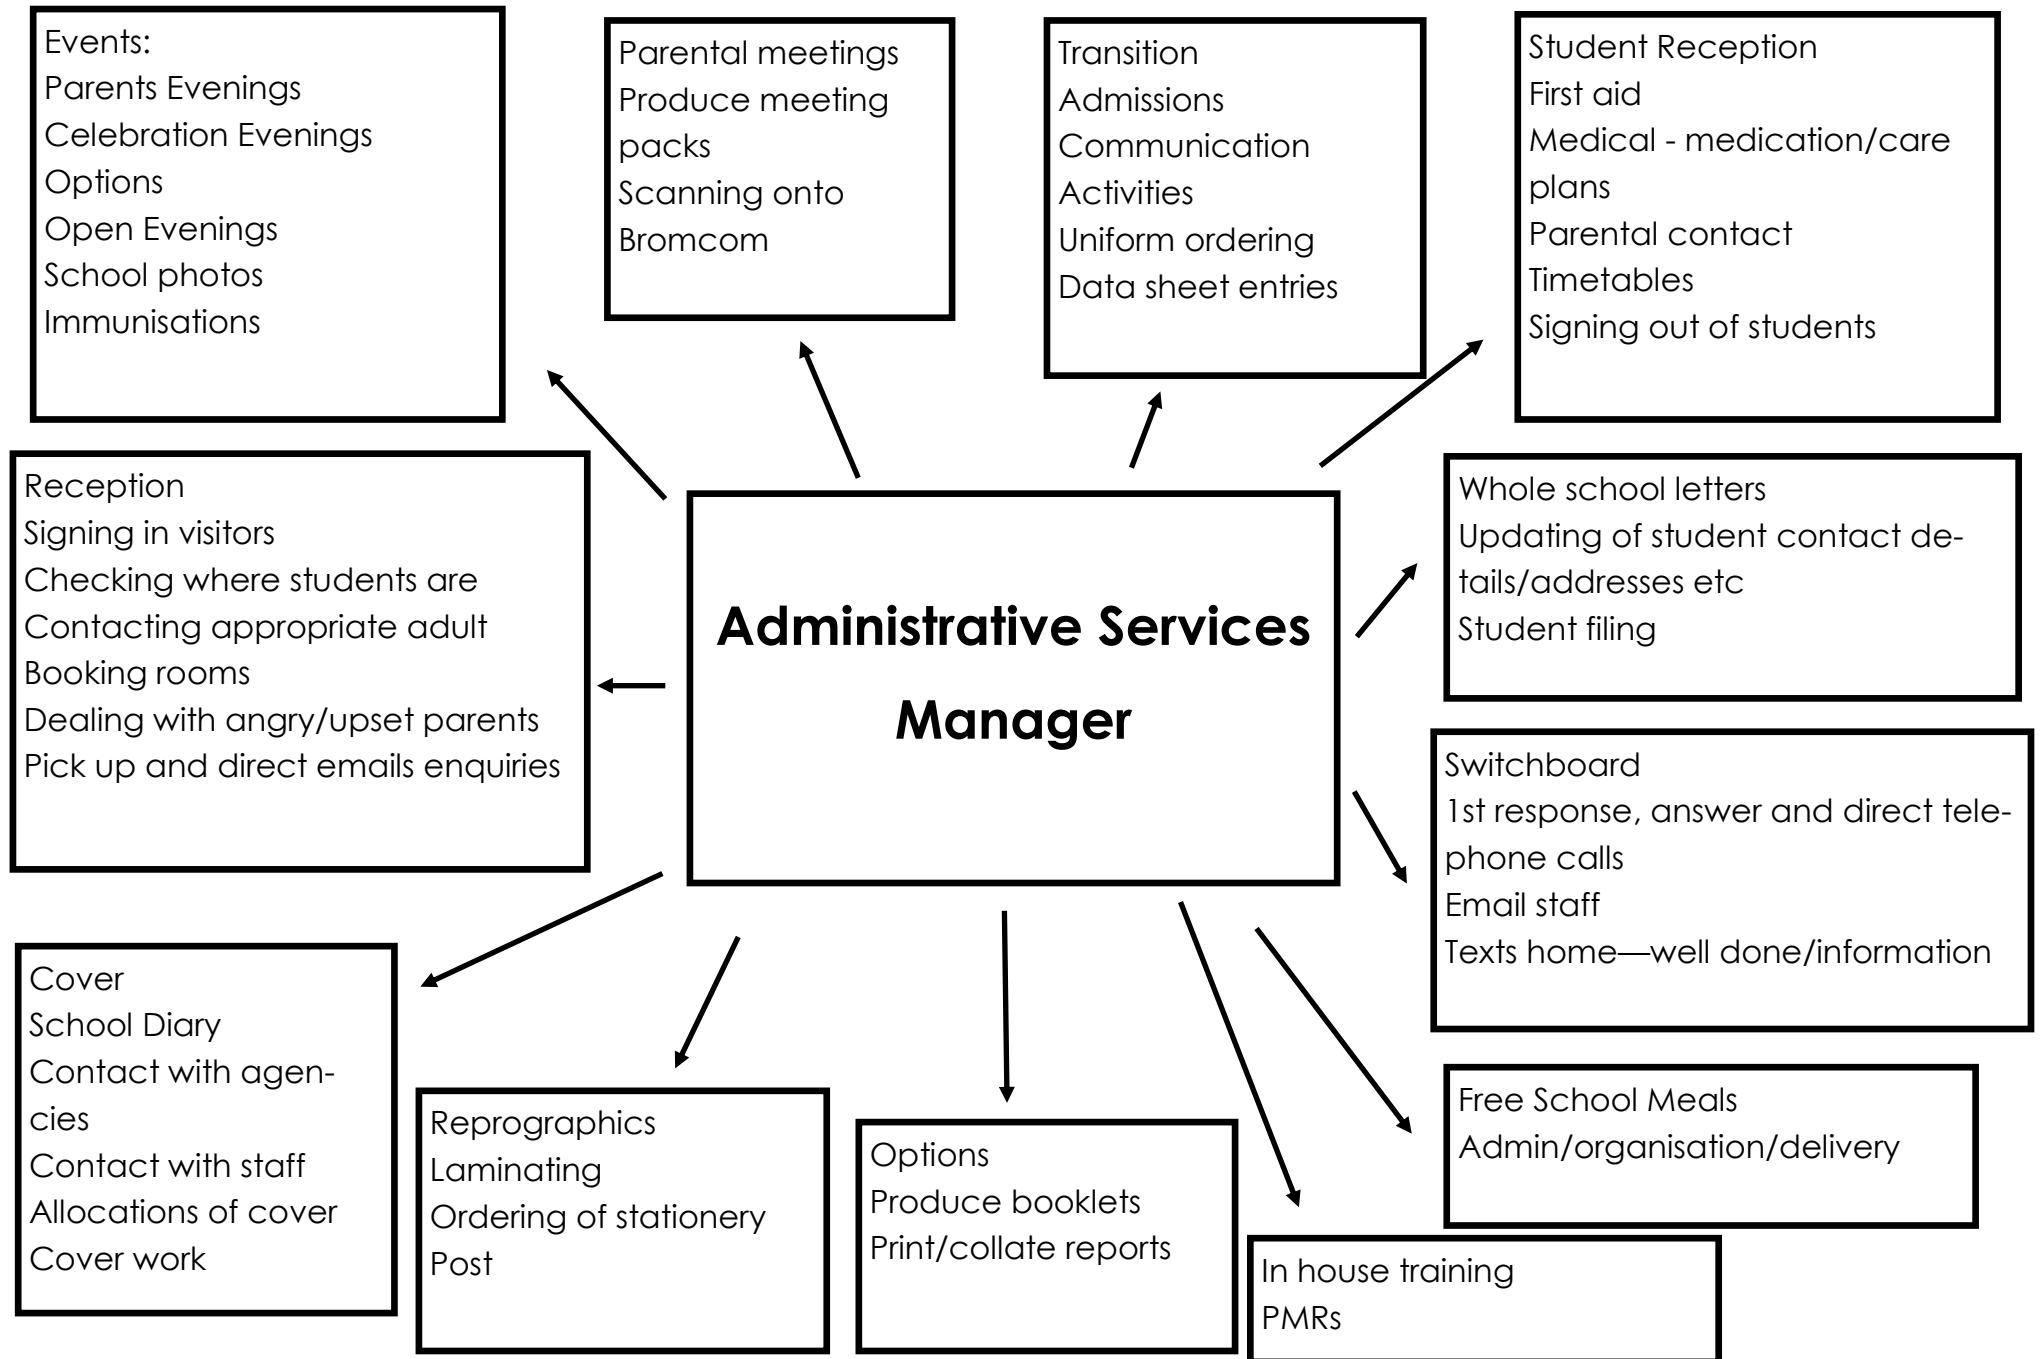 Events:
Parents Evenings
Celebration Evenings
Options
Open Evenings
School photos
Immunisations
Parental meetings
Produce meeting
packs
Scanning onto
Bromcom
Transition
Admissions
Communication
Activities
Uniform ordering
Data sheet entries
Student Reception
First aid
Medical - medication/care
plans
Parental contact
Timetables
Signing out of students
Reception
Signing in visitors
Checking where students are
Contacting appropriate adult
Booking rooms
Dealing with angry/upset parents
Pick up and direct emails enquiries
Administrative Services
Manager
Whole school letters
Updating of student contact de-
tails/addresses etc
Student filing
Switchboard
1st response, answer and direct tele-
phone calls
Email staff
Texts home—well done/information
Cover
School Diary
Contact with agen-
cies
Contact with staff
Allocations of cover
Cover work
Reprographics
Laminating
Ordering of stationery
Post
Options
Produce booklets
Print/collate reports
Free School Meals
Admin/organisation/delivery
In house training
PMRs